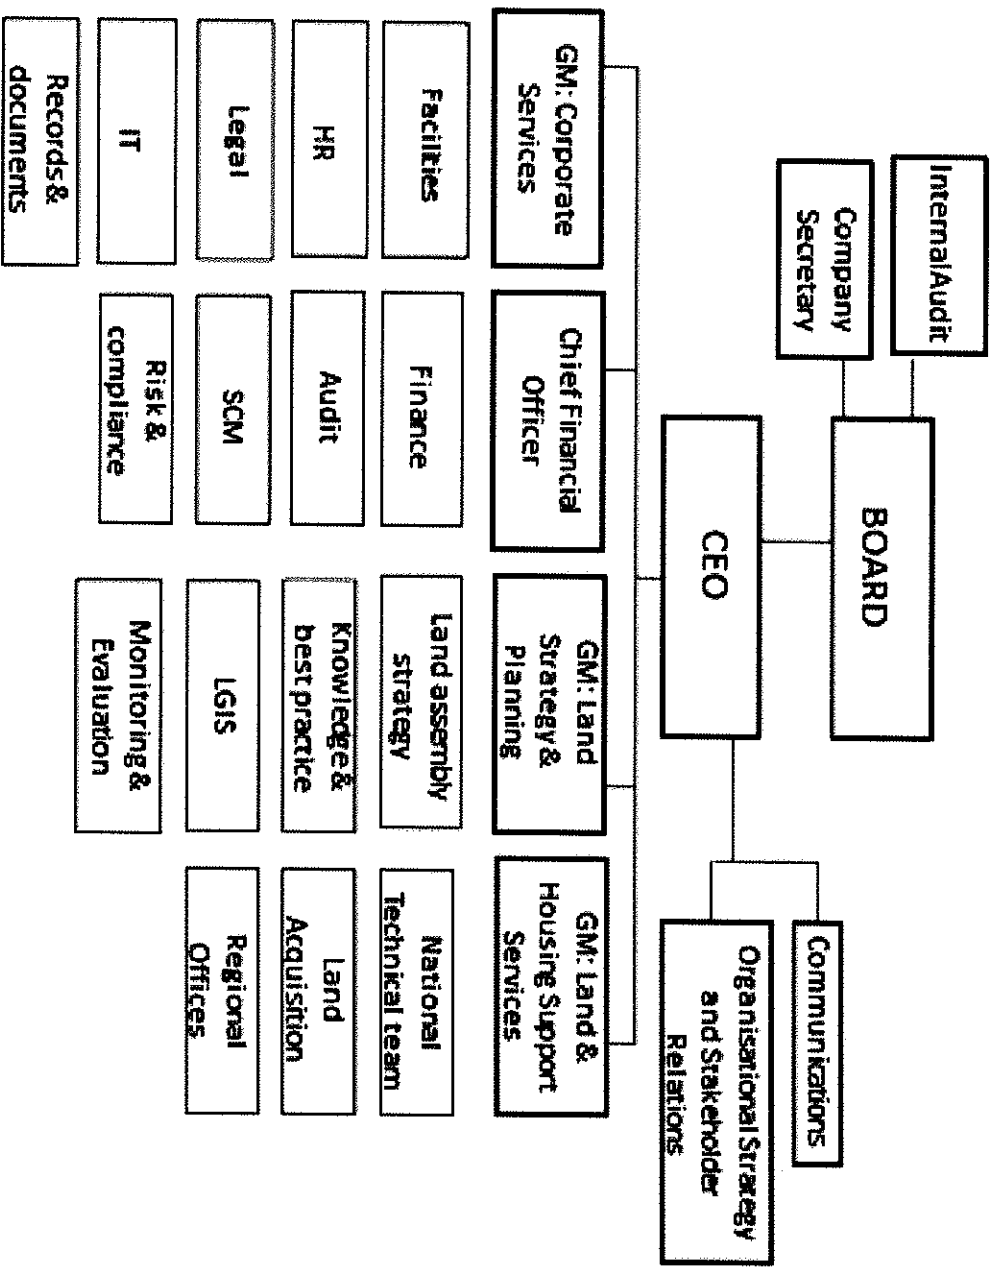 Internal Audit
Company
Secretary
BOARD
CEO
Communications
Organisational Strategy
and Stakeholder
Relations
GM: Corporate
Services
Chief Financial
Officer
GM: Land
Strategy &
Planning
GM: Land &
Housing Support
Services
Facilities
Finance
Land assembly
strategy
National
Technical team
HR
Audit
Knowledge &
best practice
Land
Acquisition
Legal
SCM
LGIS
Regional
Offices
IT
Risk &
compliance
Monitoring &
Evaluation
Records &
documents